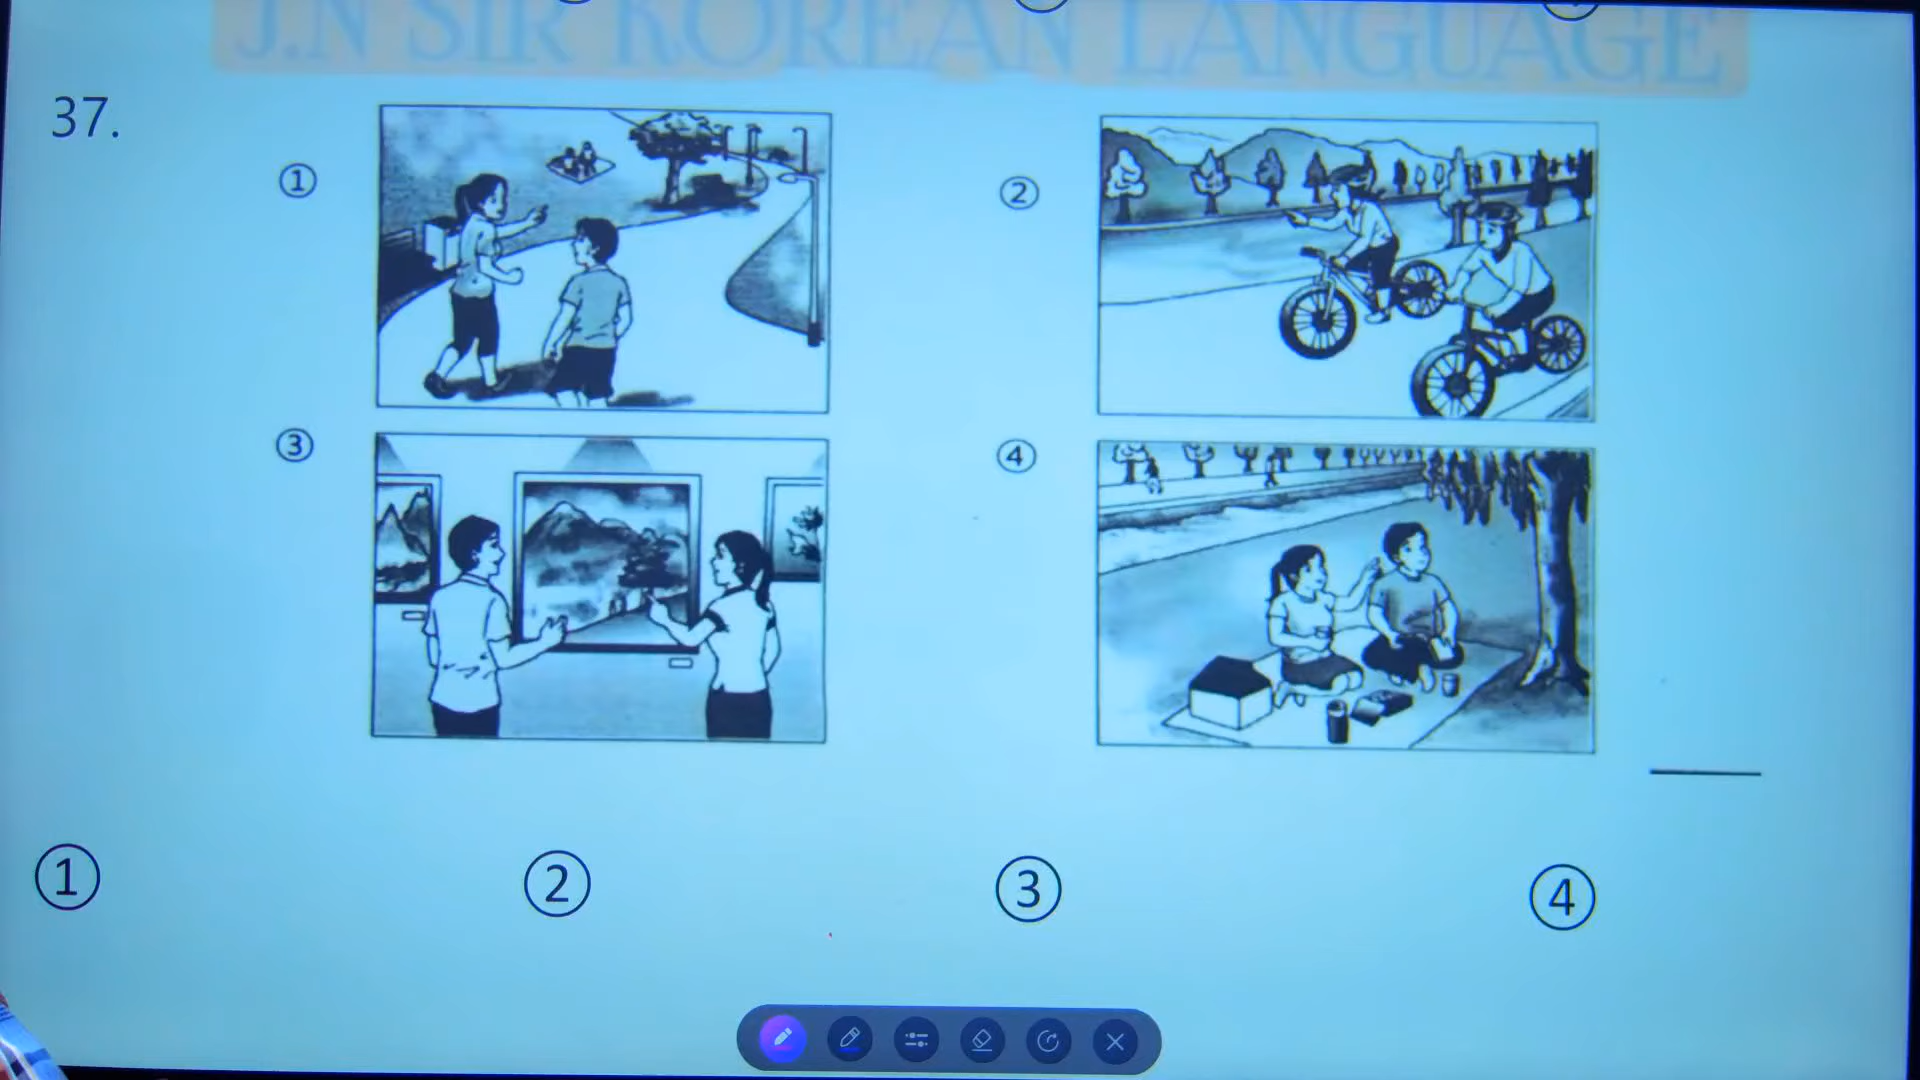 J.N SIR KOREAN LANGUAGE
37.
① ②
③ ④
① ② ③ ④